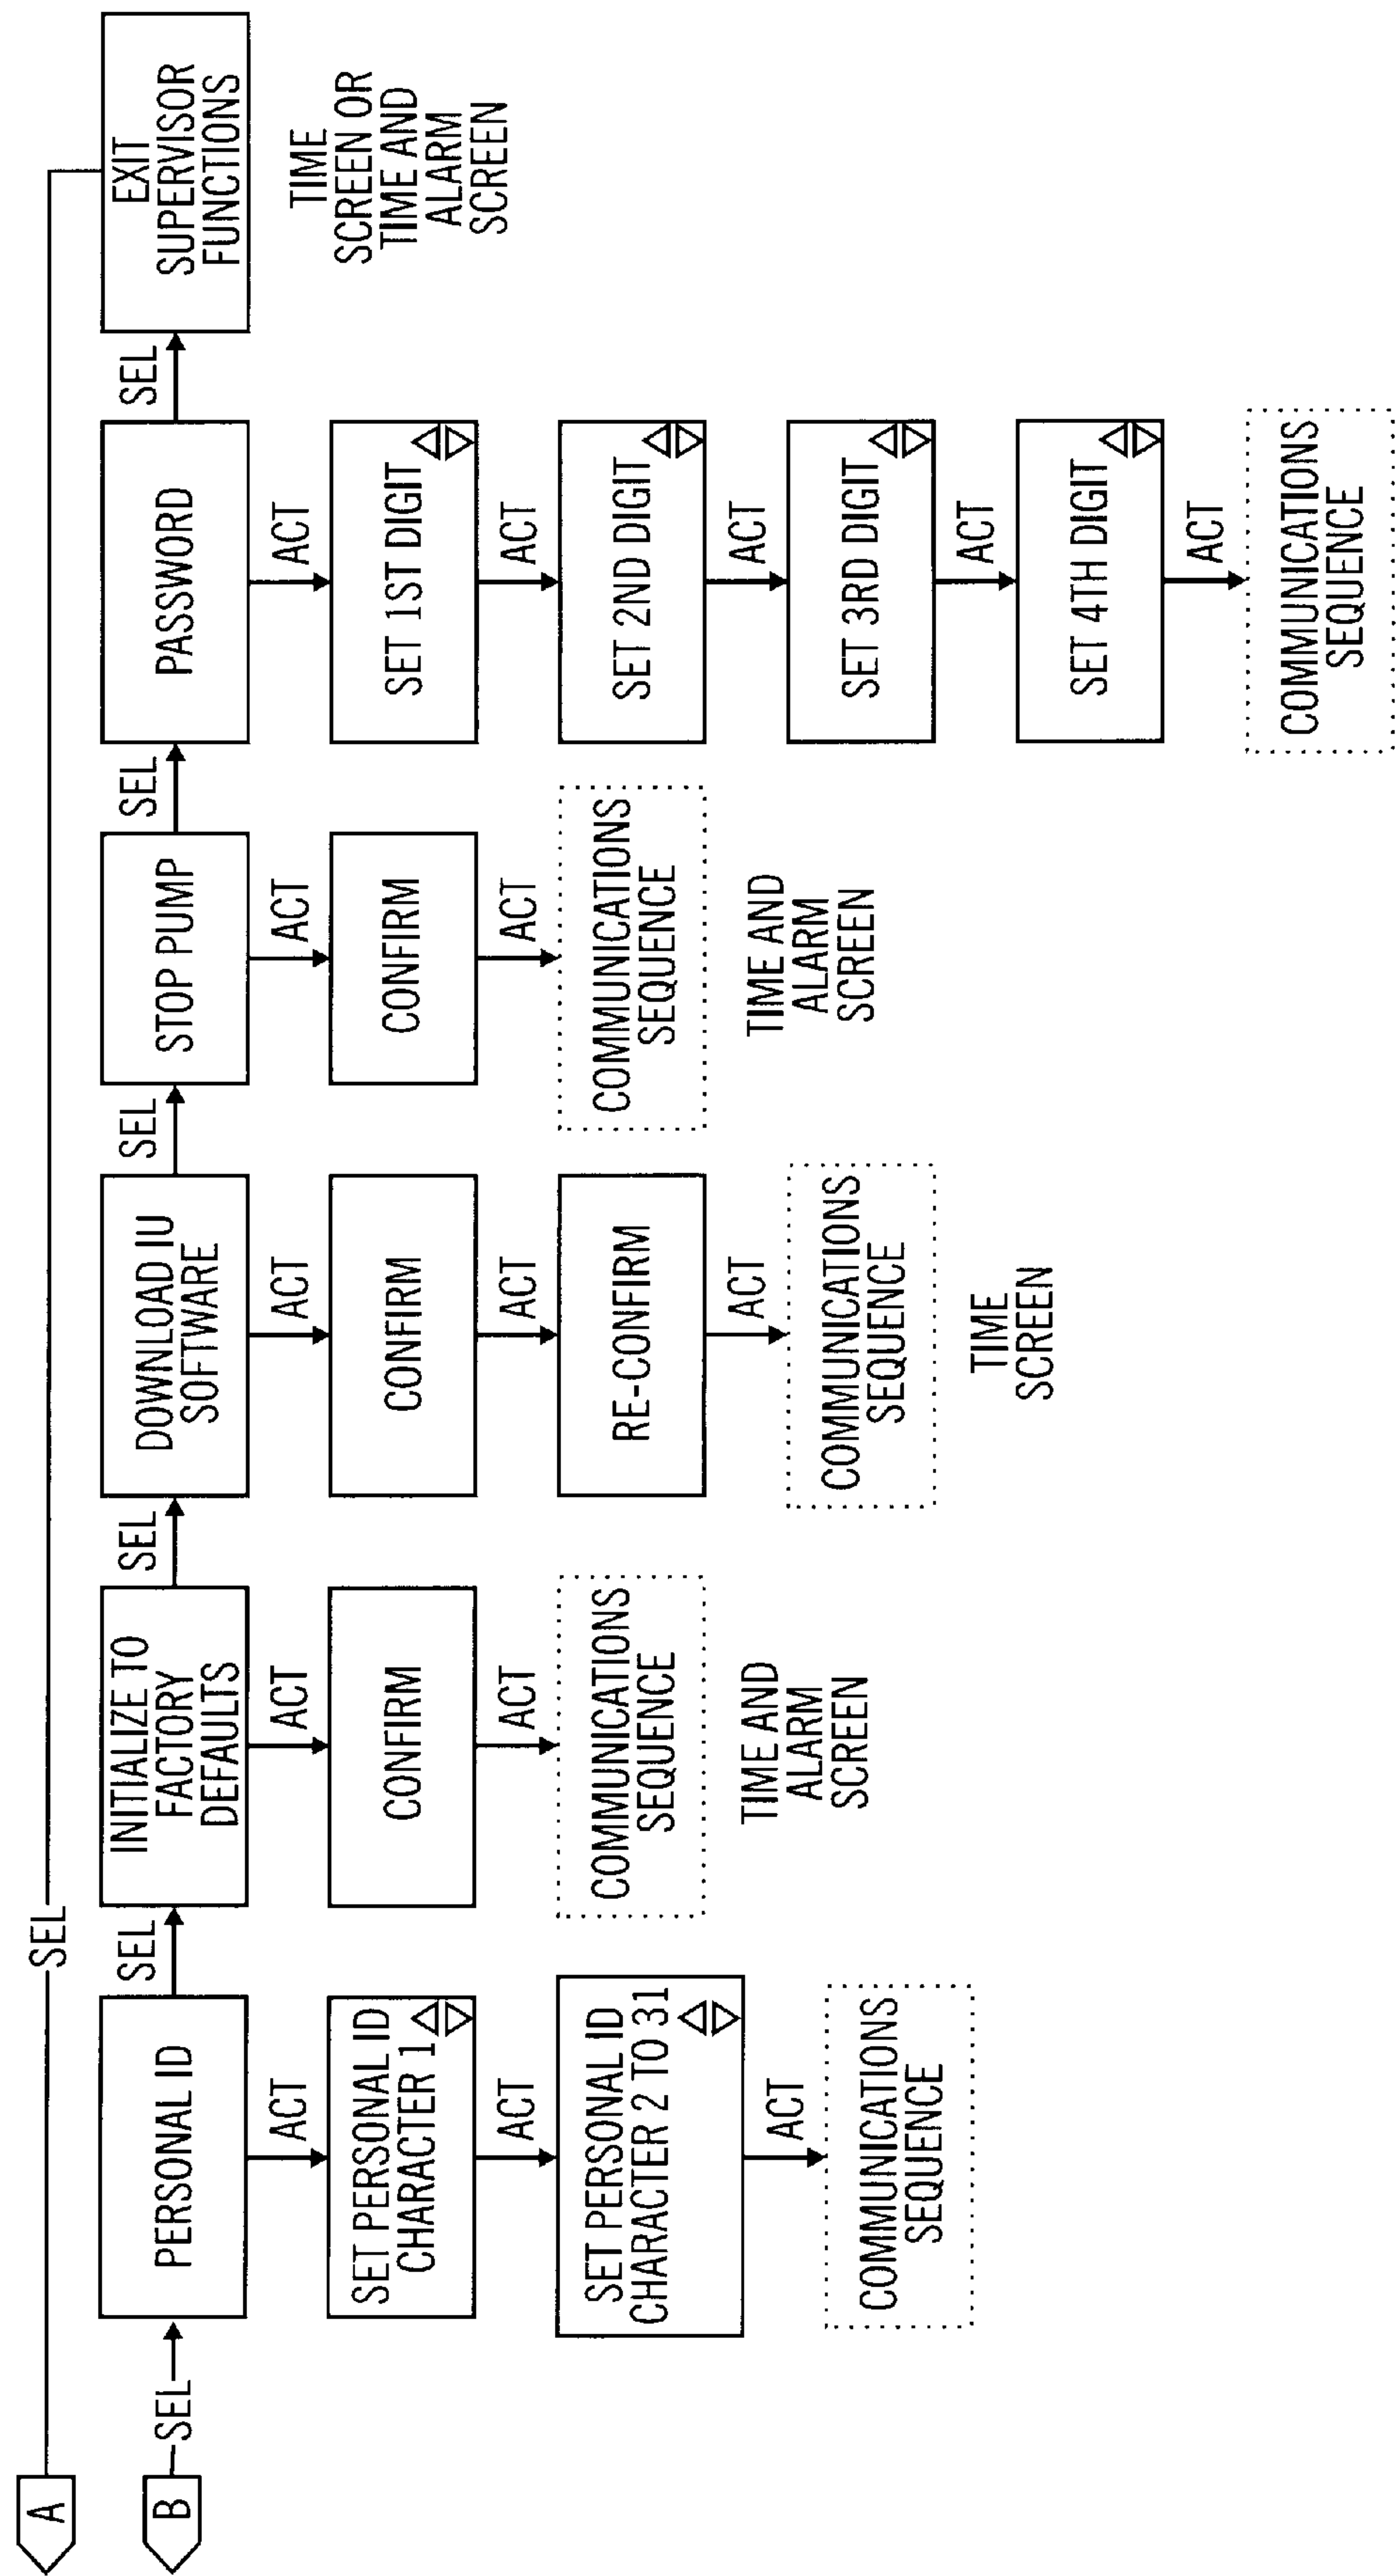 A
SEL
B
SEL
PERSONAL ID
SEL
INITIALIZE TO
FACTORY
DEFAULTS
SEL
DOWNLOAD IU
SOFTWARE
SEL
STOP PUMP
SEL
PASSWORD
SEL
EXIT
SUPERVISOR
FUNCTIONS
ACT
ACT
ACT
ACT
ACT
TIME
SCREEN OR
TIME AND
ALARM
SCREEN
SET PERSONAL ID
CHARACTER 1
CONFIRM
CONFIRM
CONFIRM
SET 1ST DIGIT
ACT
ACT
ACT
ACT
ACT
SET PERSONAL ID
CHARACTER 2 TO 31
COMMUNICATIONS
SEQUENCE
RE-CONFIRM
COMMUNICATIONS
SEQUENCE
SET 2ND DIGIT
ACT
TIME AND
ALARM
SCREEN
ACT
TIME AND
ALARM
SCREEN
ACT
COMMUNICATIONS
SEQUENCE
COMMUNICATIONS
SEQUENCE
SET 3RD DIGIT
TIME
SCREEN
ACT
SET 4TH DIGIT
ACT
COMMUNICATIONS
SEQUENCE